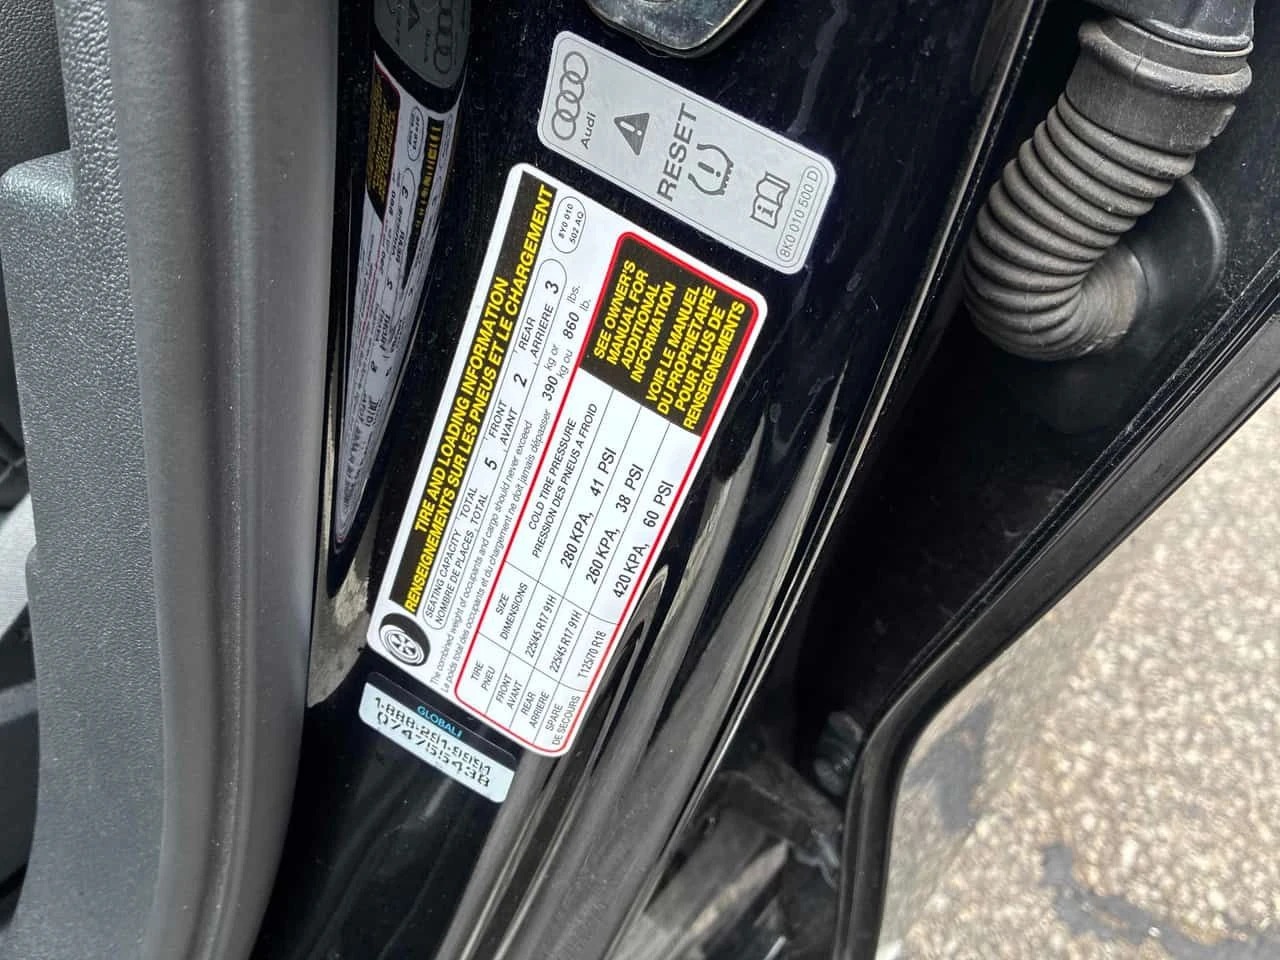 Audi
RESET
8K0 010 500 D
TIRE AND LOADING INFORMATION
RENSEIGNEMENTS SUR LES PNEUS ET LE CHARGEMENT
8V0 010
502 AQ
SEATING CAPACITY TOTAL 5 FRONT 2 REAR 3
NOMBRE DE PLACES TOTAL AVANT ARRIERE
The combined weight of occupants and cargo should never exceed 390 kg or 860 lbs.
Le poids total des occupants et du chargement ne doit jamais dépasser kg ou lb.
TIRE SIZE COLD TIRE PRESSURE
PNEU DIMENSIONS PRESSION DES PNEUS A FROID
FRONT
AVANT 225/45 R17 91H 280 KPA, 41 PSI
REAR
ARRIERE 225/45 R17 91H 260 KPA, 38 PSI
SPARE
DE SECOURS T125/70 R18 420 KPA, 60 PSI
SEE OWNER'S
MANUAL FOR
ADDITIONAL
INFORMATION
VOIR LE MANUEL
DU PROPRIETAIRE
POUR PLUS DE
RENSEIGNEMENTS
GLOBALi
1-888-291-9991
074755438